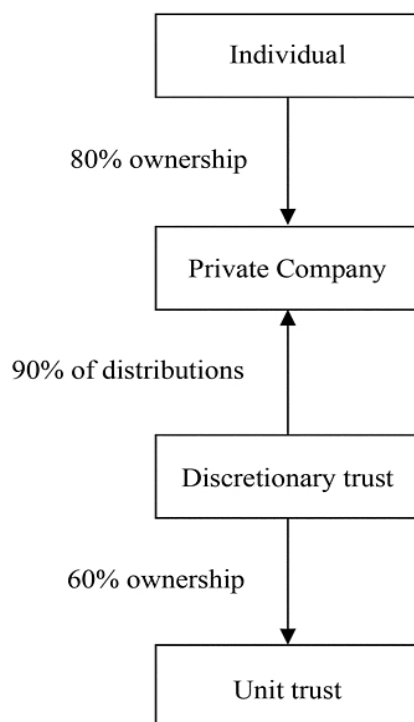 Individual
80% ownership
Private Company
90% of distributions
Discretionary trust
60% ownership
Unit trust